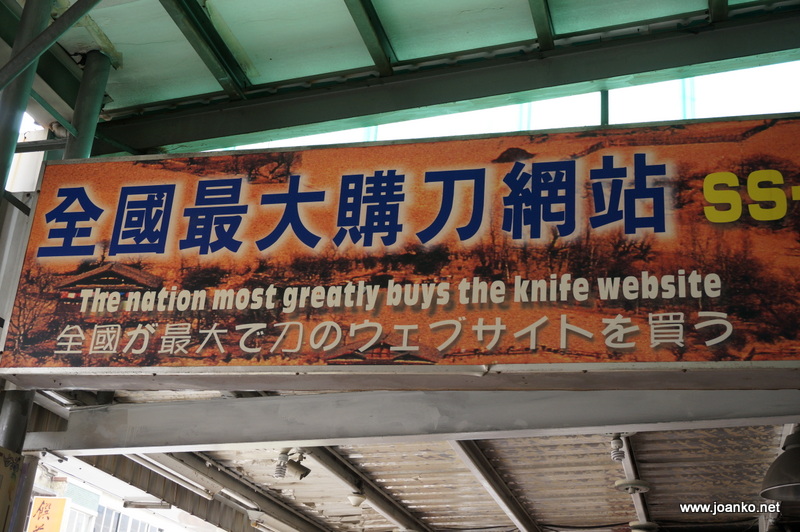 全國最大購刀網站 SS-
The nation most greatly buys the knife website
全國が最大で刀のウェブサイトを買う
www.joanko.net